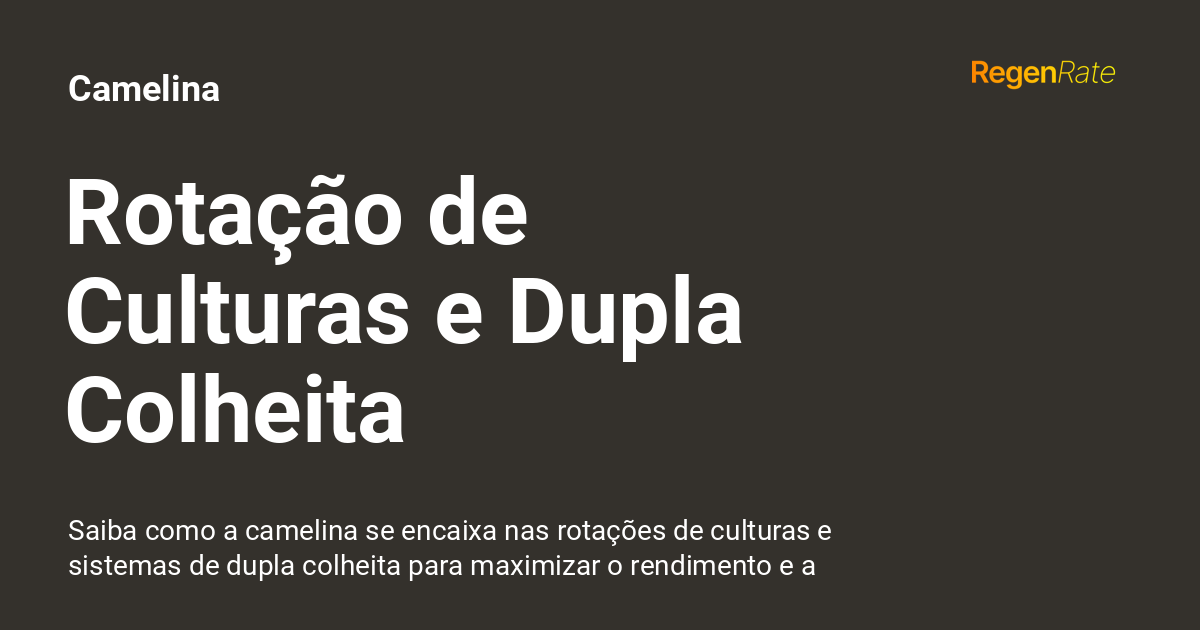 Camelina
RegenRate
Rotação de
Culturas e Dupla
Colheita
Saiba como a camelina se encaixa nas rotações de culturas e
sistemas de dupla colheita para maximizar o rendimento e a